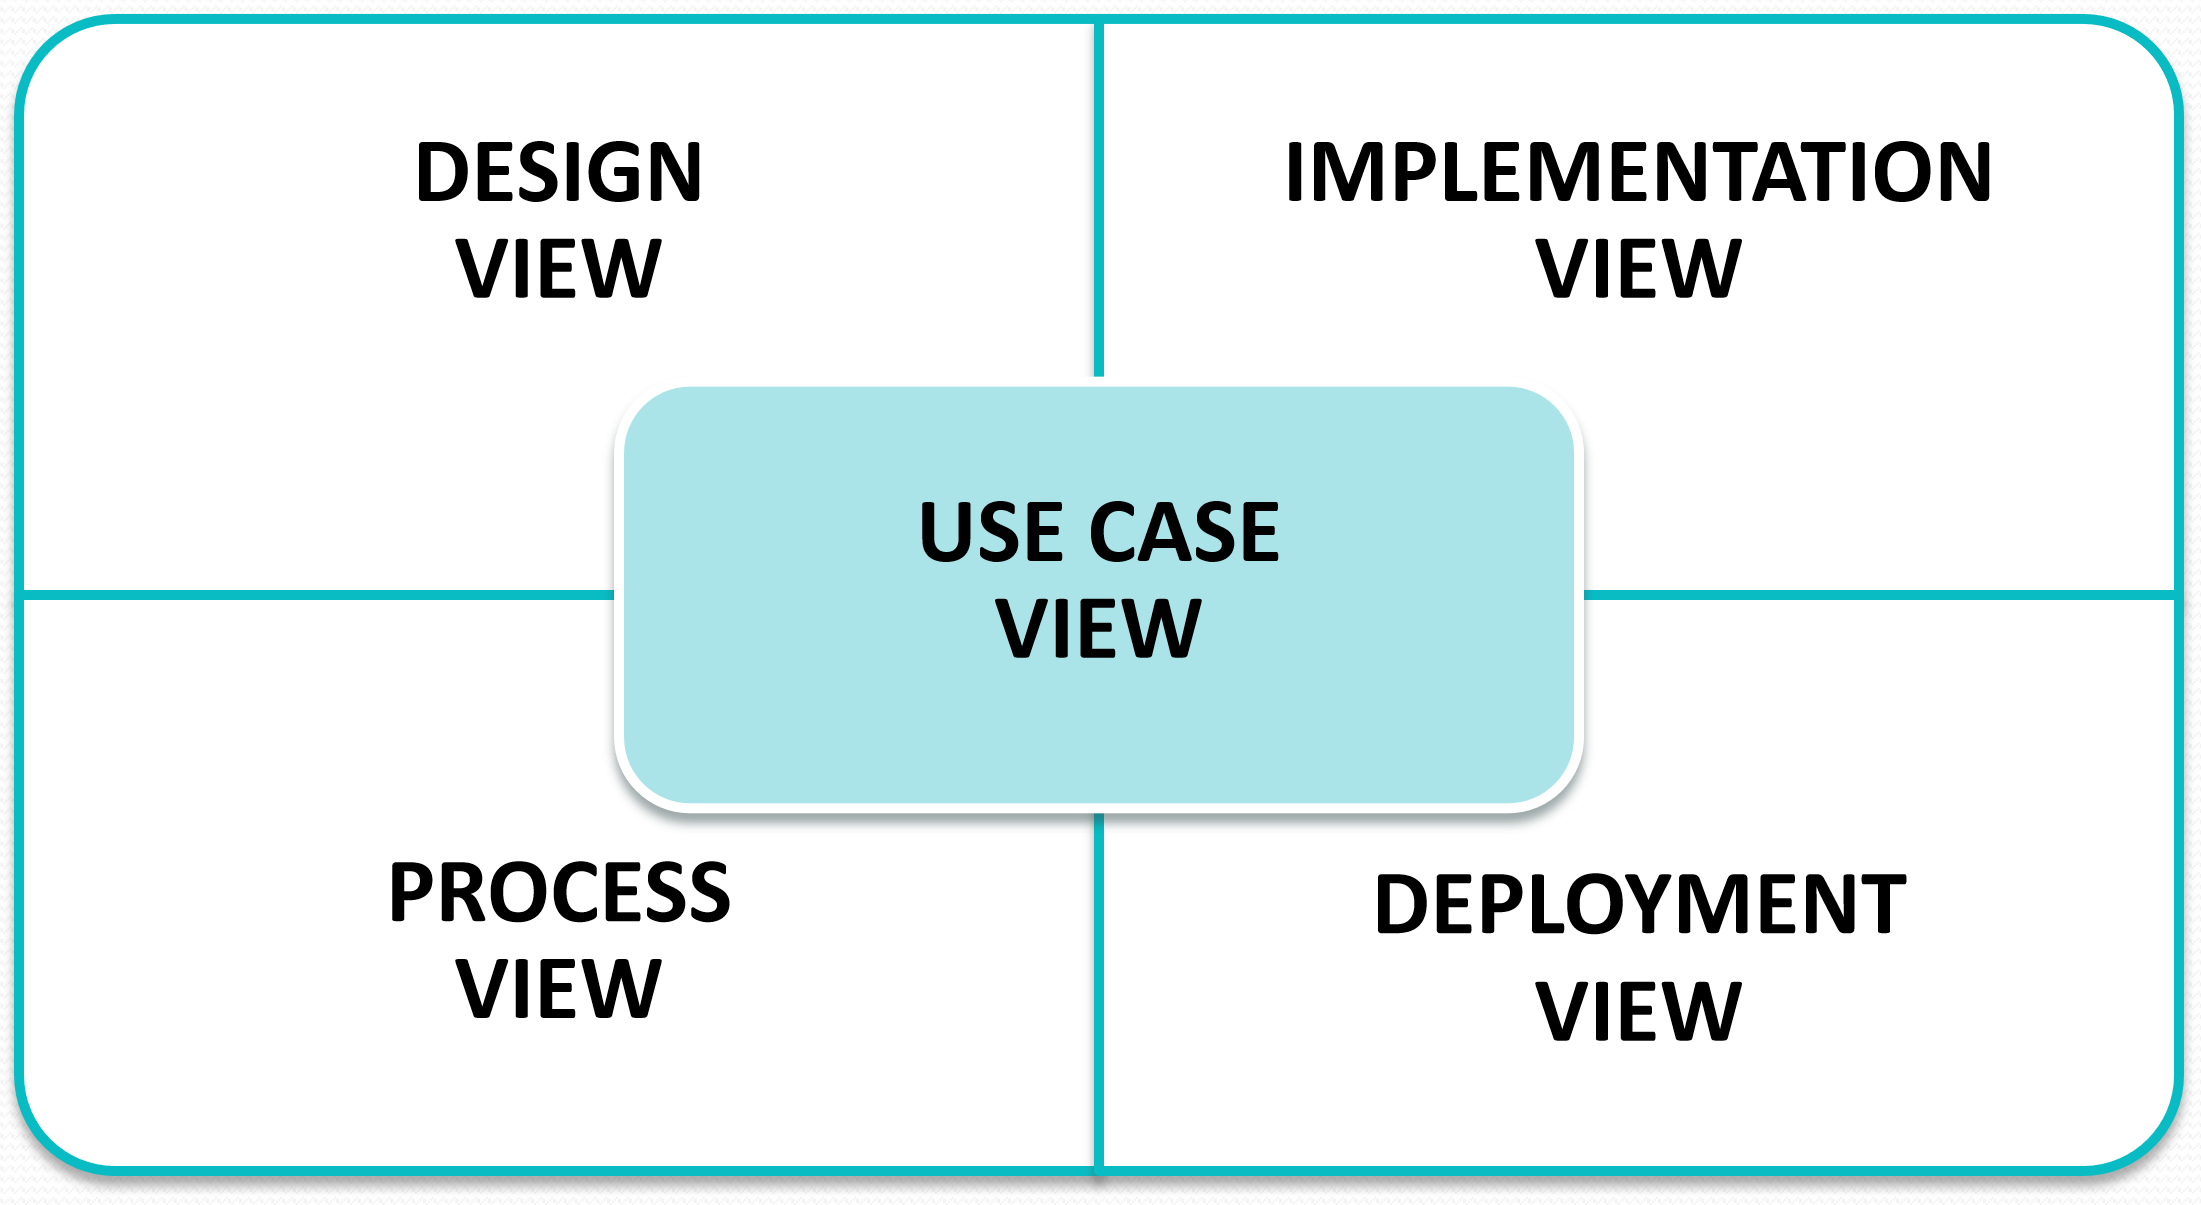 DESIGN
VIEW
IMPLEMENTATION
VIEW
USE CASE
VIEW
PROCESS
VIEW
DEPLOYMENT
VIEW